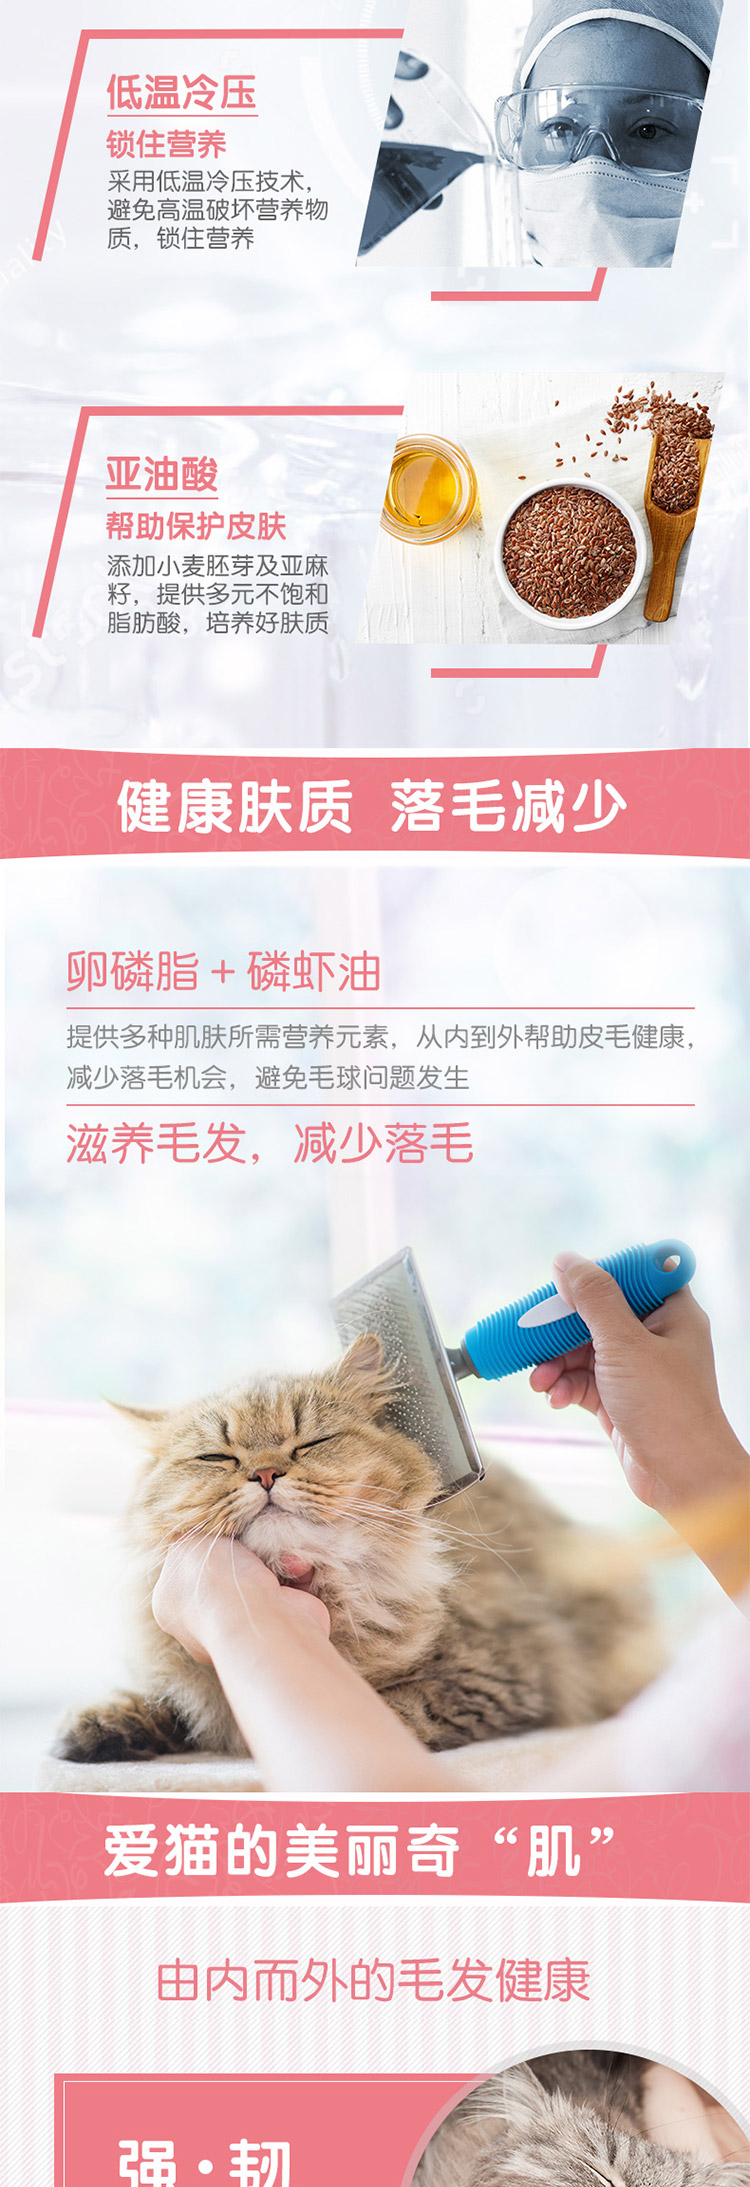 低温冷压
锁住营养
采用低温冷压技术，
避免高温破坏营养物
质，锁住营养
亚油酸
帮助保护皮肤
添加小麦胚芽及亚麻
籽，提供多元不饱和
脂肪酸，培养好肤质
健康肤质 落毛减少
卵磷脂+磷虾油
提供多种肌肤所需营养元素，从内到外帮助皮毛健康，
减少落毛机会，避免毛球问题发生
滋养毛发，减少落毛
爱猫的美丽奇“肌”
由内而外的毛发健康
强·韧